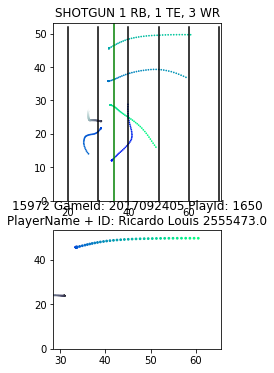 SHOTGUN 1 RB, 1 TE, 3 WR
50
40
30
20
10
0
20 40 60
15972 GameId: 2017092405 PlayId: 1650
PlayerName + ID: Ricardo Louis 2555473.0
40
20
0
30 40 50 60